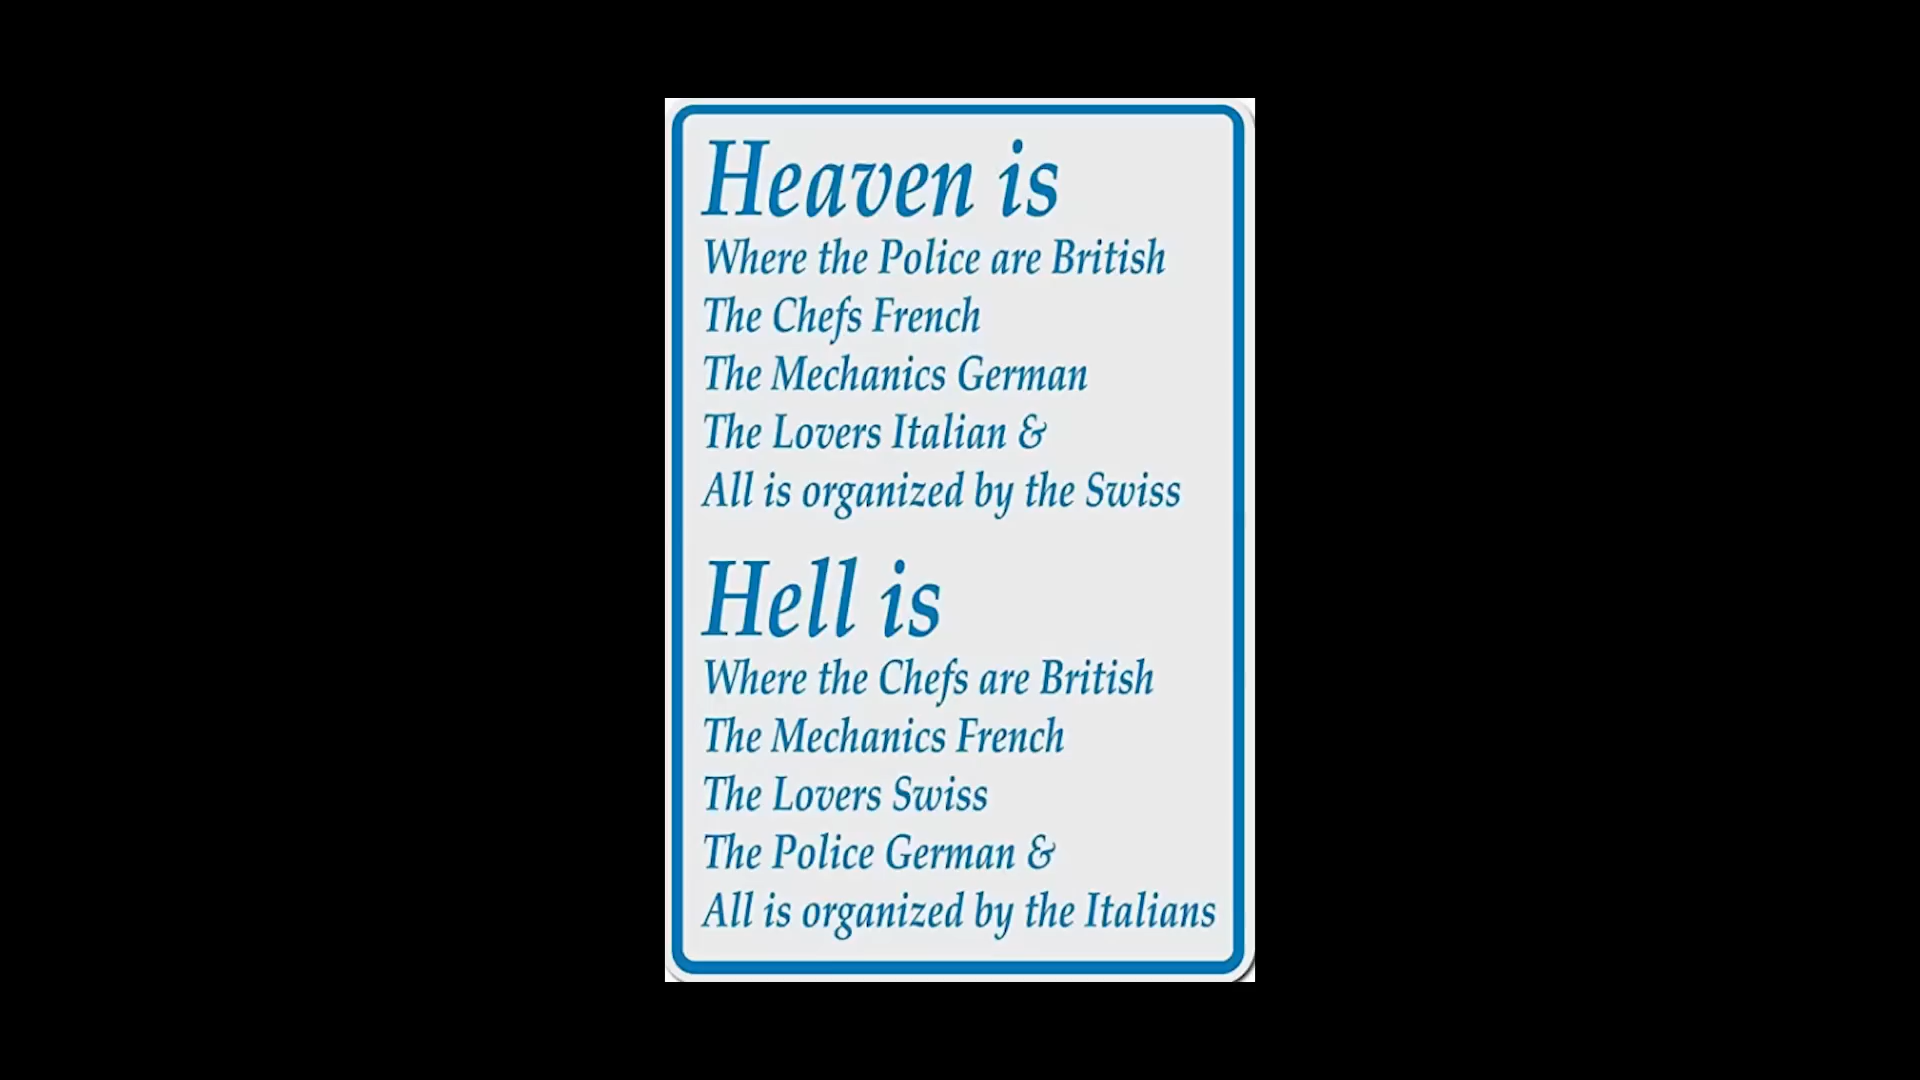 Heaven is
Where the Police are British
The Chefs French
The Mechanics German
The Lovers Italian &
All is organized by the Swiss
Hell is
Where the Chefs are British
The Mechanics French
The Lovers Swiss
The Police German &
All is organized by the Italians